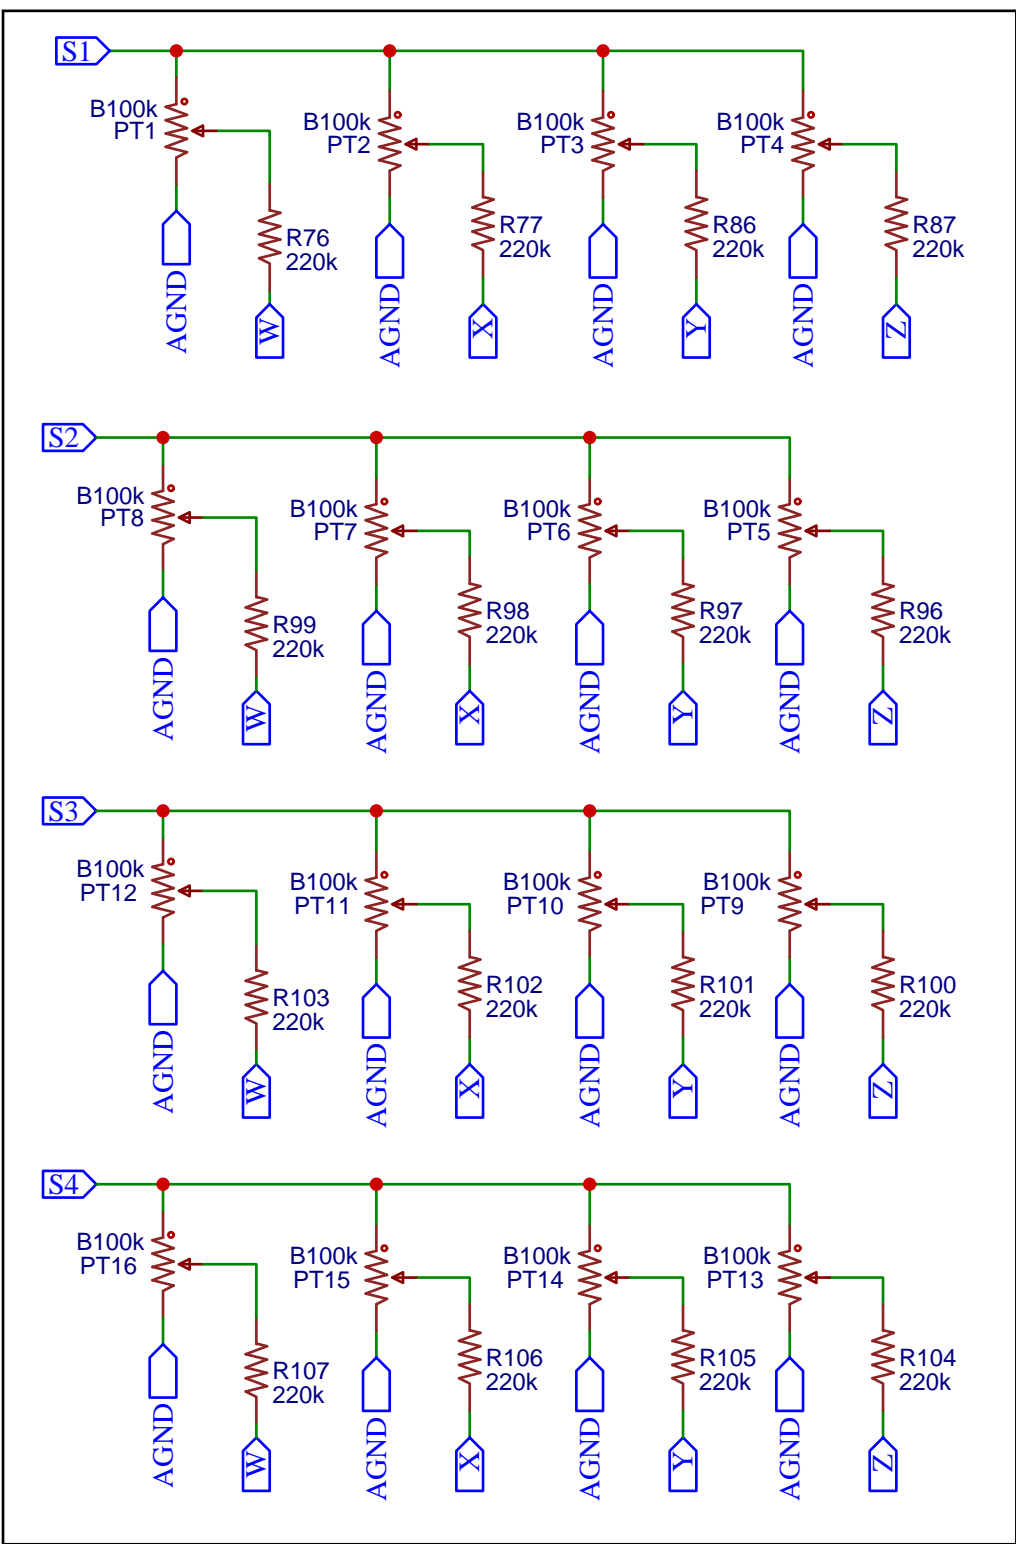 S1
B100k
PT1
B100k
PT2
B100k
PT3
B100k
PT4
R76
220k
R77
220k
R86
220k
R87
220k
AGND
W
AGND
X
AGND
Y
AGND
Z
S2
B100k
PT8
B100k
PT7
B100k
PT6
B100k
PT5
R99
220k
R98
220k
R97
220k
R96
220k
AGND
W
AGND
X
AGND
Y
AGND
Z
S3
B100k
PT12
B100k
PT11
B100k
PT10
B100k
PT9
R103
220k
R102
220k
R101
220k
R100
220k
AGND
W
AGND
X
AGND
Y
AGND
Z
S4
B100k
PT16
B100k
PT15
B100k
PT14
B100k
PT13
R107
220k
R106
220k
R105
220k
R104
220k
AGND
W
AGND
X
AGND
Y
AGND
Z